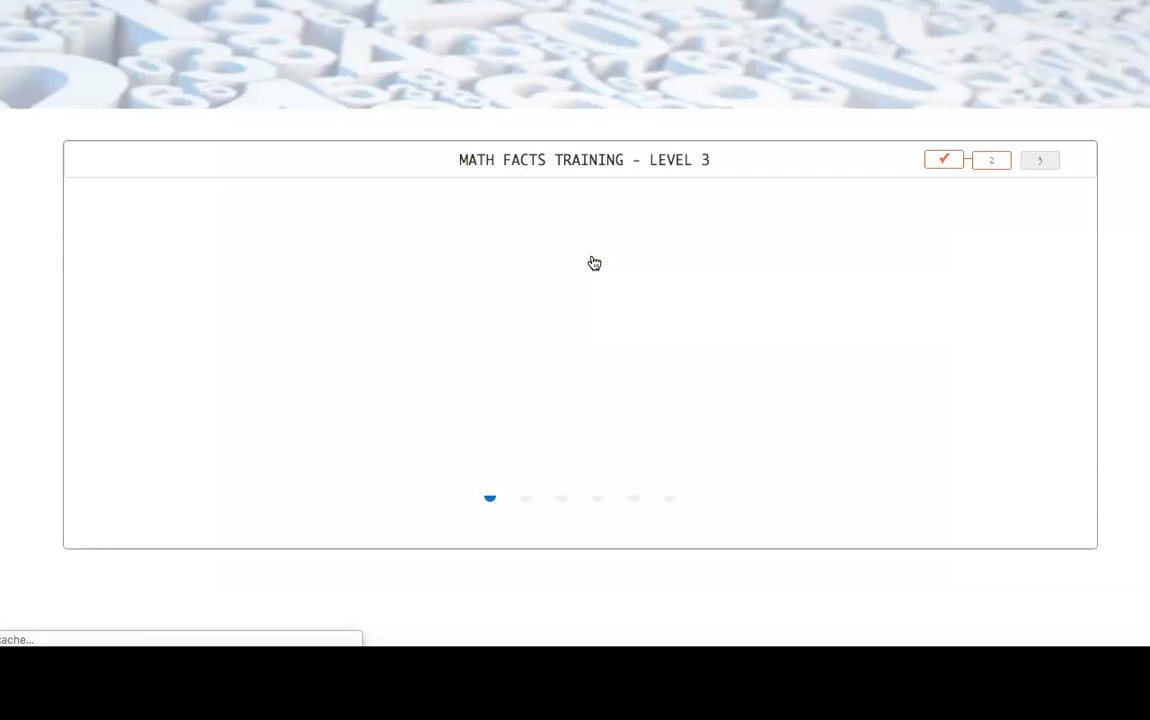 MATH FACTS TRAINING - LEVEL 3
✓ 2 3
ache...